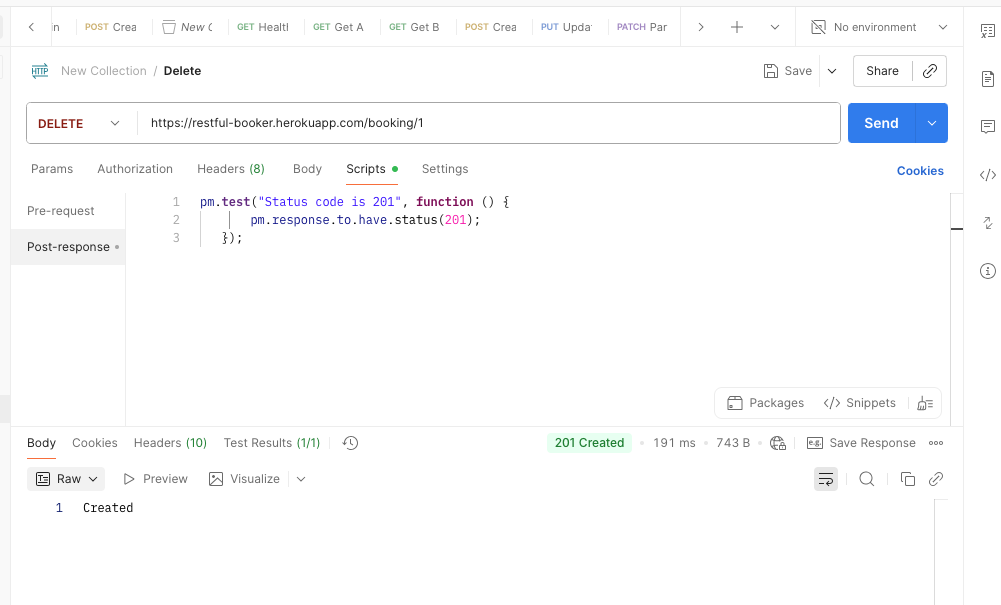 in POST Crea New C GET Healtl GET Get A GET Get B POST Crea PUT Upda PATCH Par No environment
HTTP New Collection / Delete Save Share
DELETE https://restful-booker.herokuapp.com/booking/1 Send
Params Authorization Headers (8) Body Scripts Settings Cookies
Pre-request
Post-response
1 pm.test("Status code is 201", function () {
2 pm.response.to.have.status(201);
3 });
Packages </> Snippets
Body Cookies Headers (10) Test Results (1/1) 201 Created 191 ms 743 B e.g. Save Response
Raw Preview Visualize
1 Created